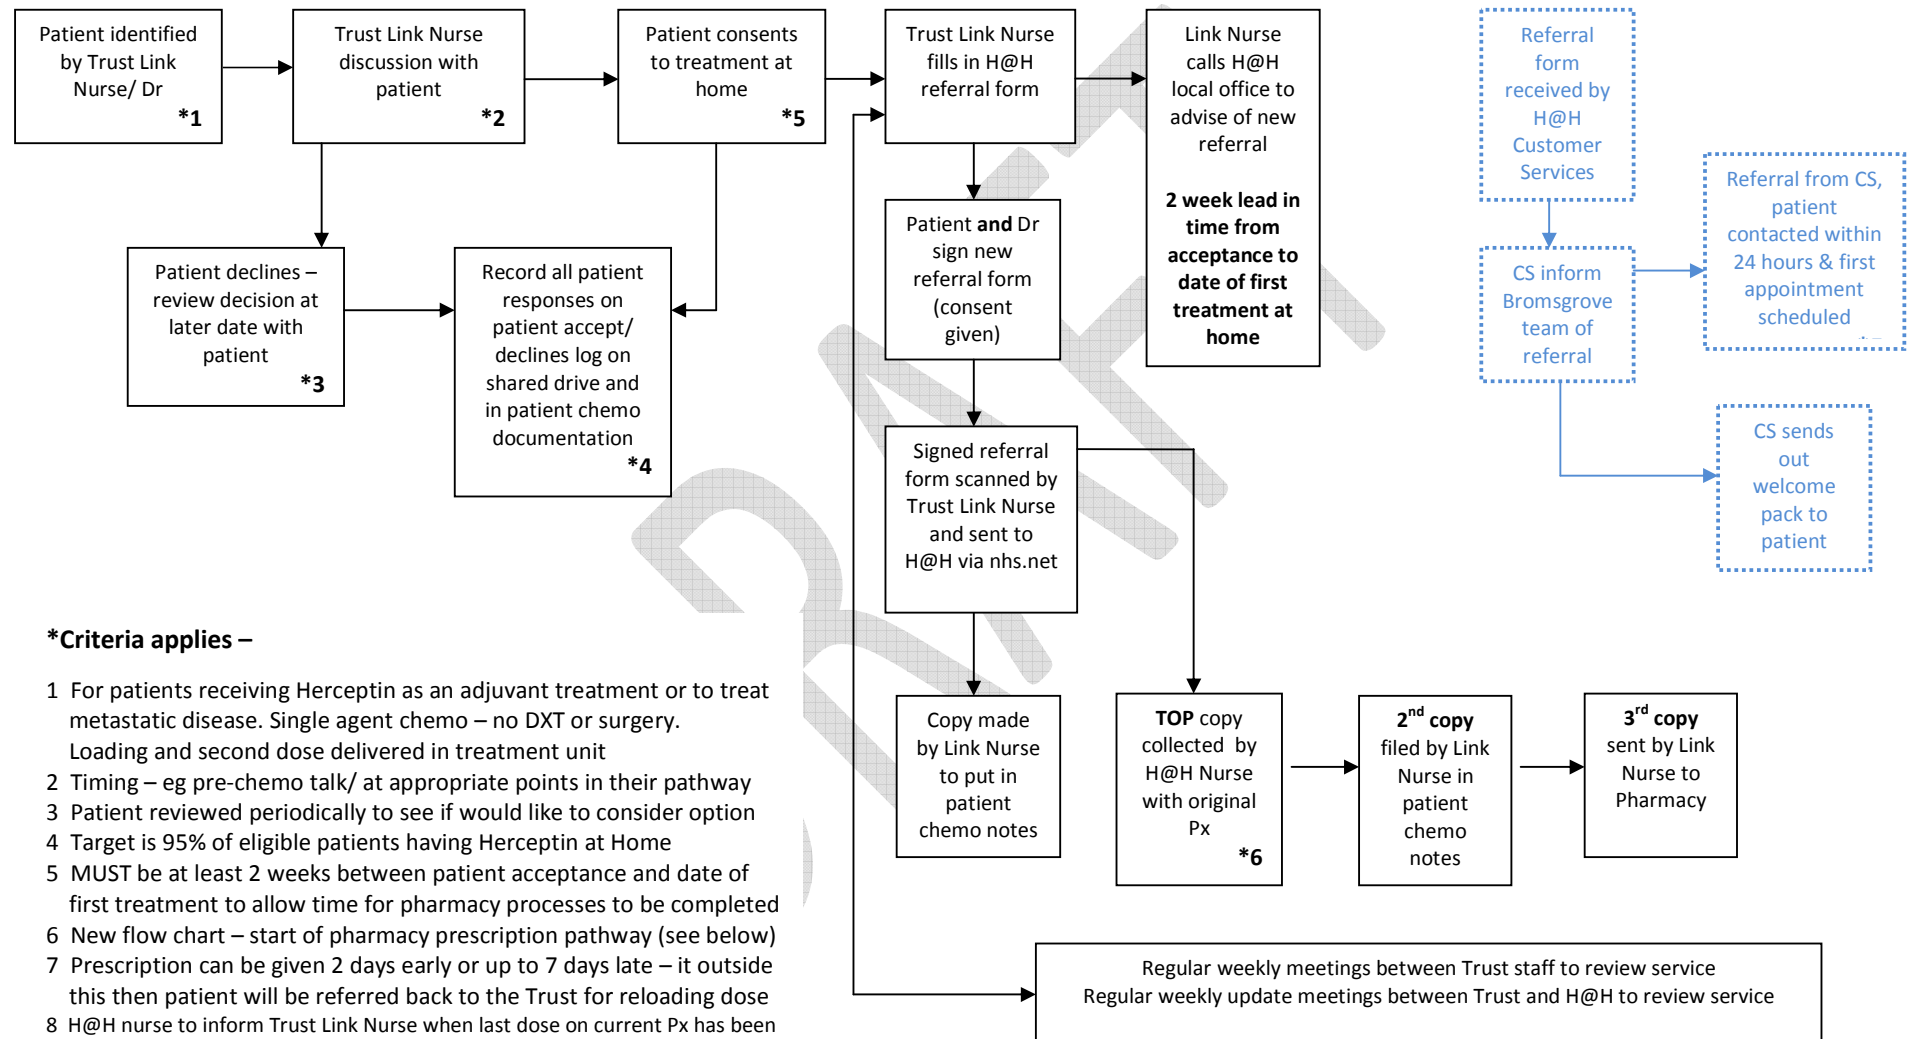 Patient identified
by Trust Link
Nurse/ Dr
*1
Trust Link Nurse
discussion with
patient
*2
Patient consents
to treatment at
home
*5
Trust Link Nurse
fills in H@H
referral form
Link Nurse
calls H@H
local office to
advise of new
referral
2 week lead in
time from
acceptance to
date of first
treatment at
home
Referral
form
received by
H@H
Customer
Services
Referral from CS,
patient
contacted within
24 hours & first
appointment
scheduled
CS inform
Bromsgrove
team of
referral
CS sends
out
welcome
pack to
patient
Patient declines –
review decision at
later date with
patient
*3
Record all patient
responses on
patient accept/
declines log on
shared drive and
in patient chemo
documentation
*4
Patient and Dr
sign new
referral form
(consent
given)
Signed referral
form scanned by
Trust Link Nurse
and sent to
H@H via nhs.net
Copy made
by Link Nurse
to put in
patient
chemo notes
TOP copy
collected by
H@H Nurse
with original
Px
*6
2nd copy
filed by Link
Nurse in
patient
chemo
notes
3rd copy
sent by Link
Nurse to
Pharmacy
*Criteria applies –
1 For patients receiving Herceptin as an adjuvant treatment or to treat
metastatic disease. Single agent chemo – no DXT or surgery.
Loading and second dose delivered in treatment unit
2 Timing – eg pre-chemo talk/ at appropriate points in their pathway
3 Patient reviewed periodically to see if would like to consider option
4 Target is 95% of eligible patients having Herceptin at Home
5 MUST be at least 2 weeks between patient acceptance and date of
first treatment to allow time for pharmacy processes to be completed
6 New flow chart – start of pharmacy prescription pathway (see below)
7 Prescription can be given 2 days early or up to 7 days late – it outside
this then patient will be referred back to the Trust for reloading dose
8 H@H nurse to inform Trust Link Nurse when last dose on current Px has been
Regular weekly meetings between Trust staff to review service
Regular weekly update meetings between Trust and H@H to review service
DRAFT